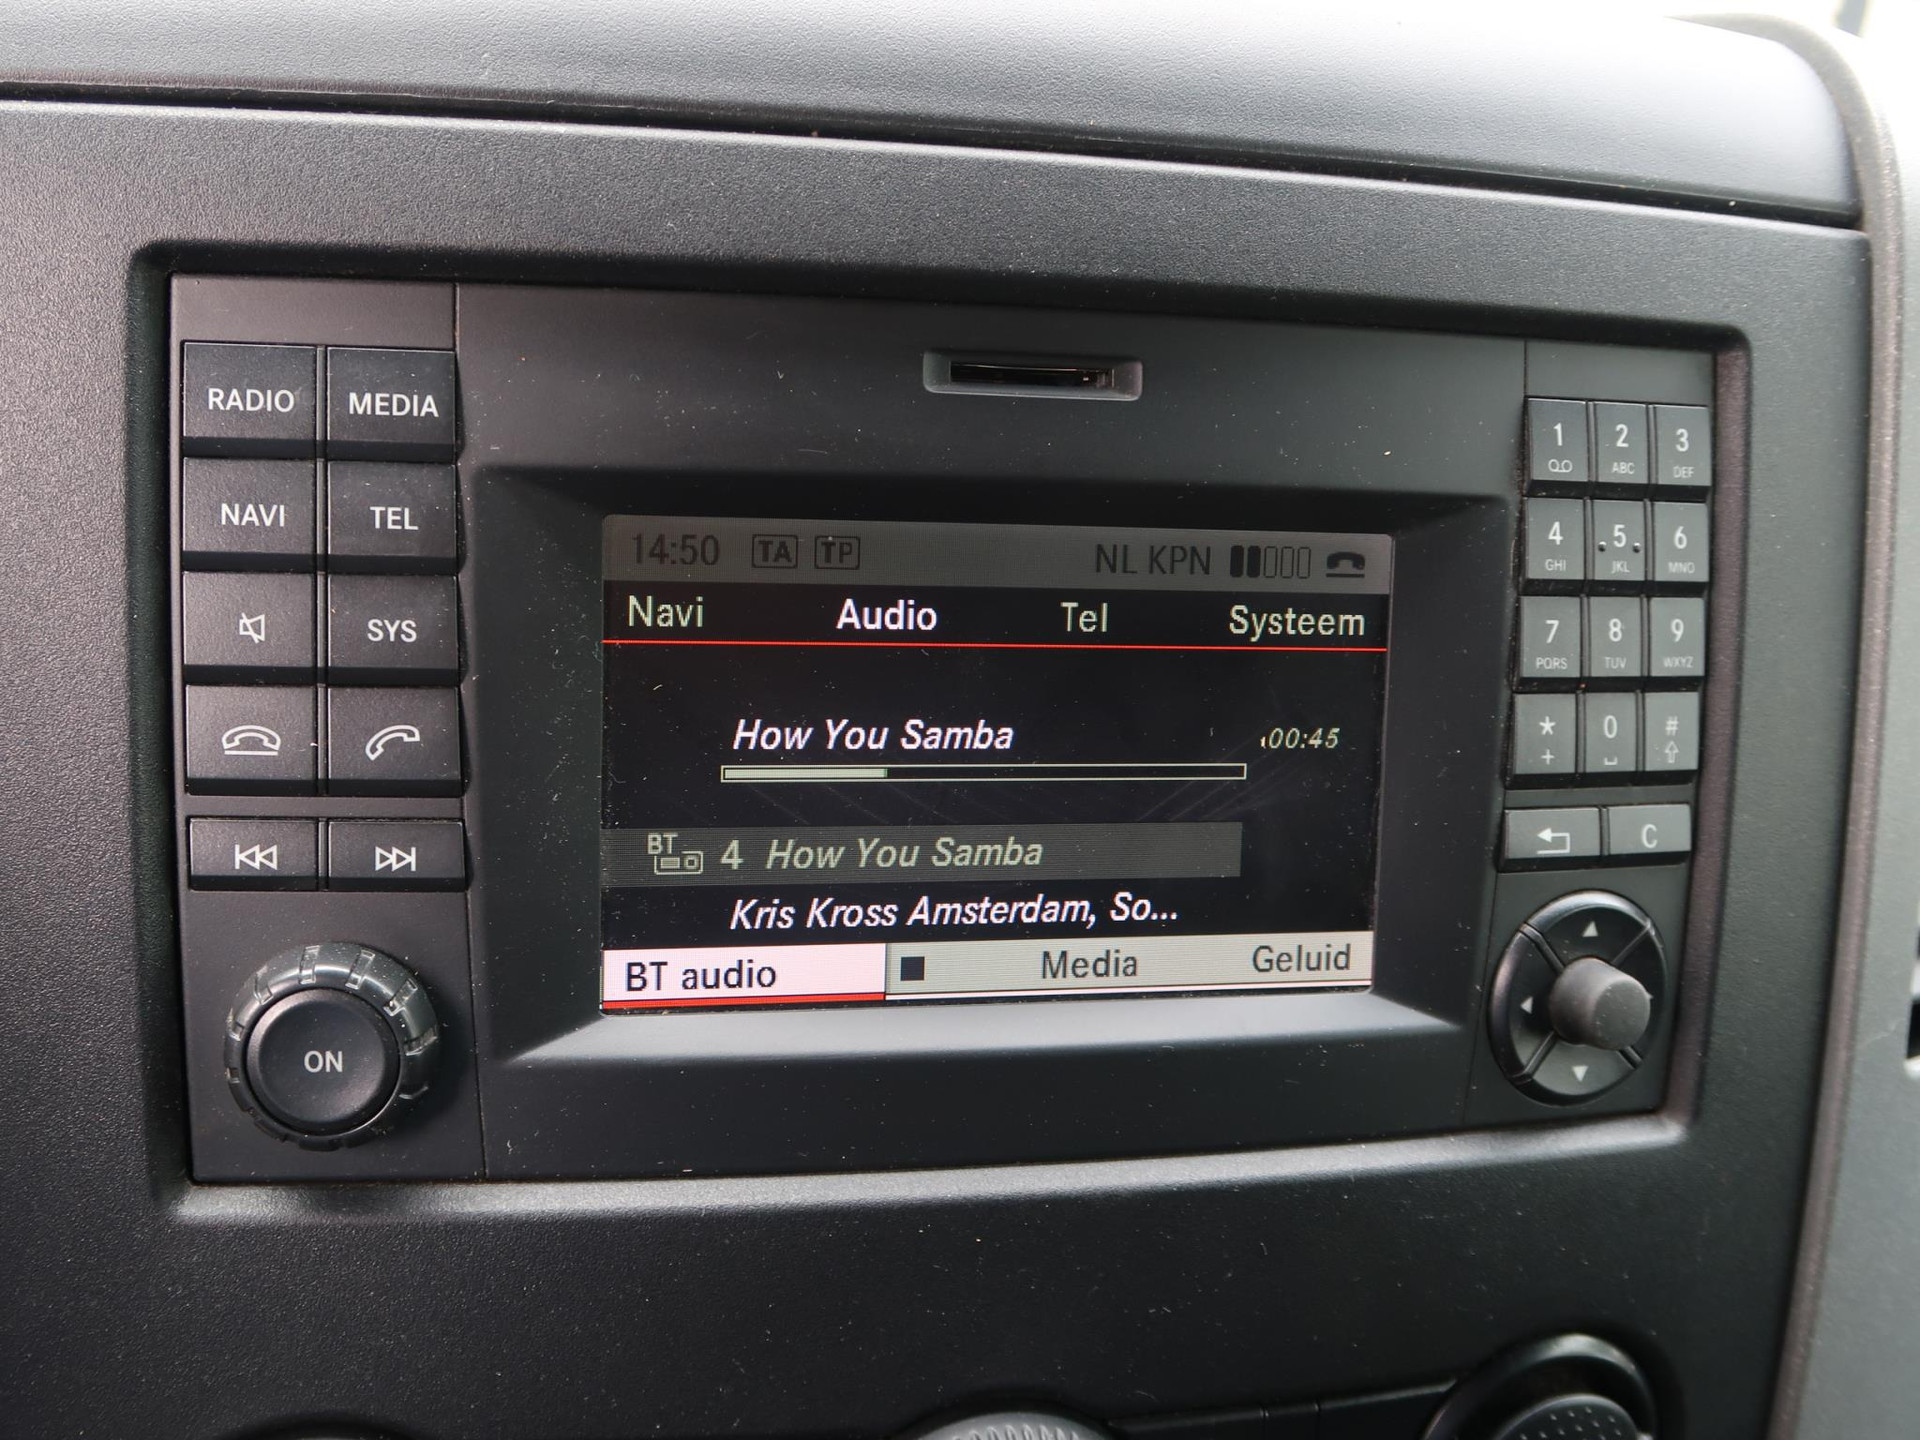 RADIO MEDIA
NAVI TEL
SYS
ON
14:50 TA TP NL KPN
Navi Audio Tel Systeem
How You Samba 00:45
BT 4 How You Samba
Kris Kross Amsterdam, So...
BT audio Media Geluid
1 2 ABC 3 DEF
4 GHI 5 JKL 6 MNO
7 PQRS 8 TUV 9 WXYZ
* + 0 #
C